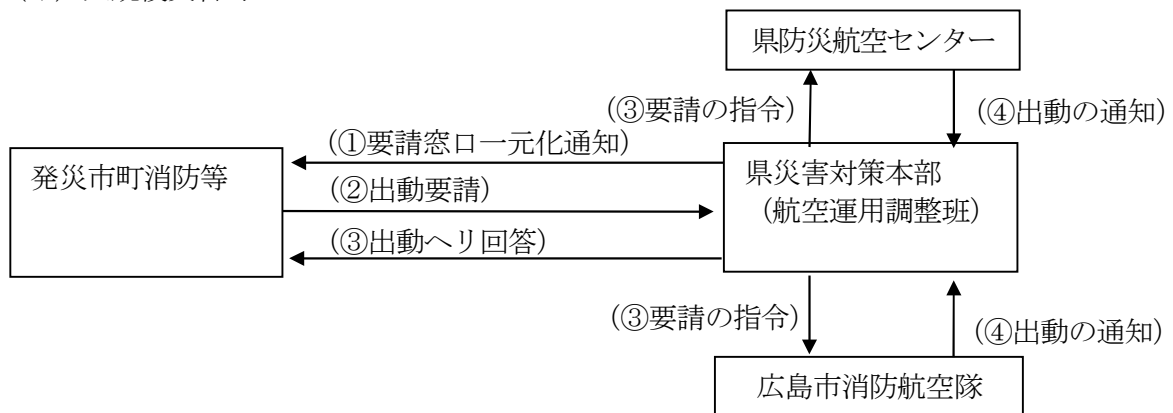 県防災航空センター
(③要請の指令)
(④出動の通知)
(①要請窓口一元化通知)
発災市町消防等
県災害対策本部
(②出動要請)
(航空運用調整班)
(③出動ヘリ回答)
(③要請の指令)
(④出動の通知)
広島市消防航空隊